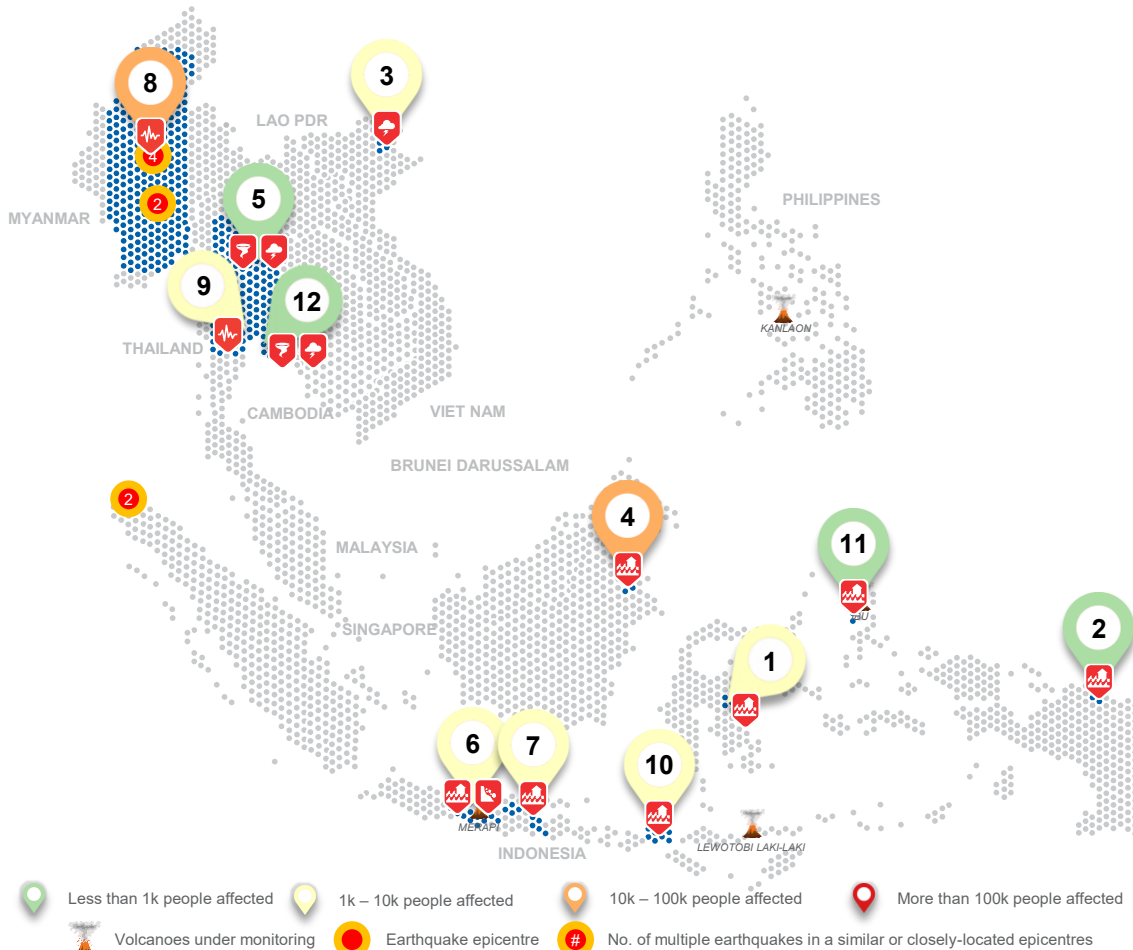 8
3
LAO PDR
4
MYANMAR
2
5
PHILIPPINES
9
12
KANLAON
THAILAND
CAMBODIA
VIET NAM
BRUNEI DARUSSALAM
2
4
MALAYSIA
11
IBU
SINGAPORE
2
1
6
7
10
MERAPI
LEWOTOBI LAKI-LAKI
INDONESIA
Less than 1k people affected
1k – 10k people affected
10k – 100k people affected
More than 100k people affected
Volcanoes under monitoring
Earthquake epicentre
# No. of multiple earthquakes in a similar or closely-located epicentres